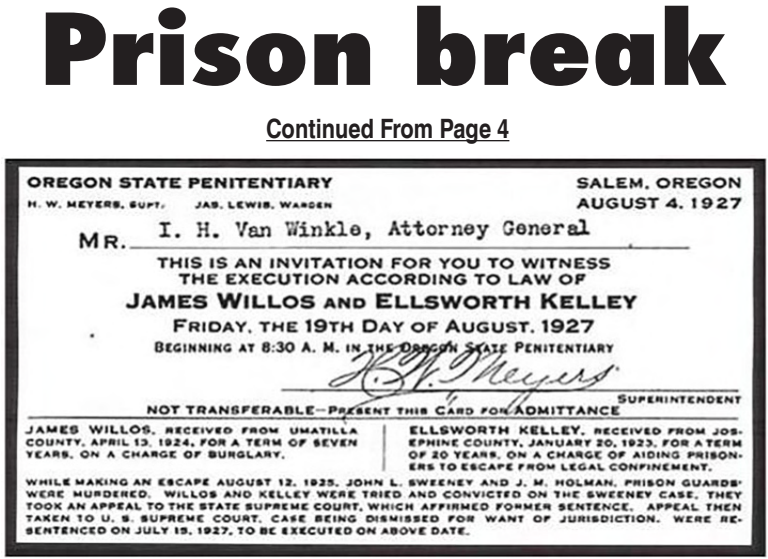 Prison break
Continued From Page 4
OREGON STATE PENITENTIARY
H. W. MEYERS, SUPT. JAS. LEWIS, WARDEN
SALEM, OREGON
AUGUST 4, 1927
MR. I. H. Van Winkle, Attorney General
THIS IS AN INVITATION FOR YOU TO WITNESS
THE EXECUTION ACCORDING TO LAW OF
JAMES WILLOS AND ELLSWORTH KELLEY
FRIDAY, THE 19TH DAY OF AUGUST, 1927
BEGINNING AT 8:30 A. M. IN THE OREGON STATE PENITENTIARY
H. W. Meyers
SUPERINTENDENT
NOT TRANSFERABLE—PRESENT THIS CARD FOR ADMITTANCE
JAMES WILLOS, RECEIVED FROM UMATILLA
COUNTY, APRIL 13, 1924, FOR A TERM OF SEVEN
YEARS, ON A CHARGE OF BURGLARY.
ELLSWORTH KELLEY, RECEIVED FROM JOS-
EPHINE COUNTY, JANUARY 20, 1923, FOR A TERM
OF 20 YEARS, ON A CHARGE OF AIDING PRISON-
ERS TO ESCAPE FROM LEGAL CONFINEMENT.
WHILE MAKING AN ESCAPE AUGUST 12, 1925, JOHN L. SWEENEY AND J. M. HOLMAN, PRISON GUARDS
WERE MURDERED. WILLOS AND KELLEY WERE TRIED AND CONVICTED ON THE SWEENEY CASE. THEY
TOOK AN APPEAL TO THE STATE SUPREME COURT, WHICH AFFIRMED FORMER SENTENCE. APPEAL THEN
TAKEN TO U. S. SUPREME COURT, CASE BEING DISMISSED FOR WANT OF JURISDICTION. WERE RE-
SENTENCED ON JULY 15, 1927, TO BE EXECUTED ON ABOVE DATE.